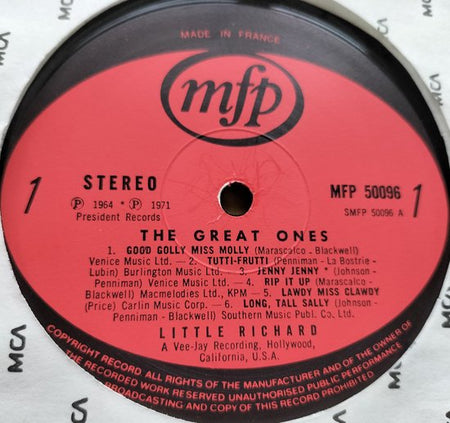 MADE IN FRANCE
mfp
1 STEREO MFP 50096 1
Ⓟ 1964 * Ⓟ 1971 SMFP 50096 A
President Records
THE GREAT ONES
1. GOOD GOLLY MISS MOLLY (Marascalco - Blackwell)
Venice Music Ltd. — 2. TUTTI-FRUTTI (Penniman - La Bostrie -
Lubin) Burlington Music Ltd. — 3. JENNY JENNY * (Johnson -
Penniman) Venice Music Ltd. — 4. RIP IT UP (Marascalco -
Blackwell) Macmelodies Ltd., KPM — 5. LAWDY MISS CLAWDY
(Price) Carlin Music Corp. — 6. LONG, TALL SALLY (Johnson
- Penniman - Blackwell) Southern Music Publ. Co. Ltd.
LITTLE RICHARD
A Vee-Jay Recording, Hollywood,
California, U.S.A.
COPYRIGHT RECORD ALL RIGHTS OF THE MANUFACTURER AND OF THE OWNER OF
THE RECORDED WORK RESERVED UNAUTHORISED PUBLIC PERFORMANCE
BROADCASTING AND COPY OF THIS RECORD PROHIBITED
MCA
MCA
MCA
MCA
MCA